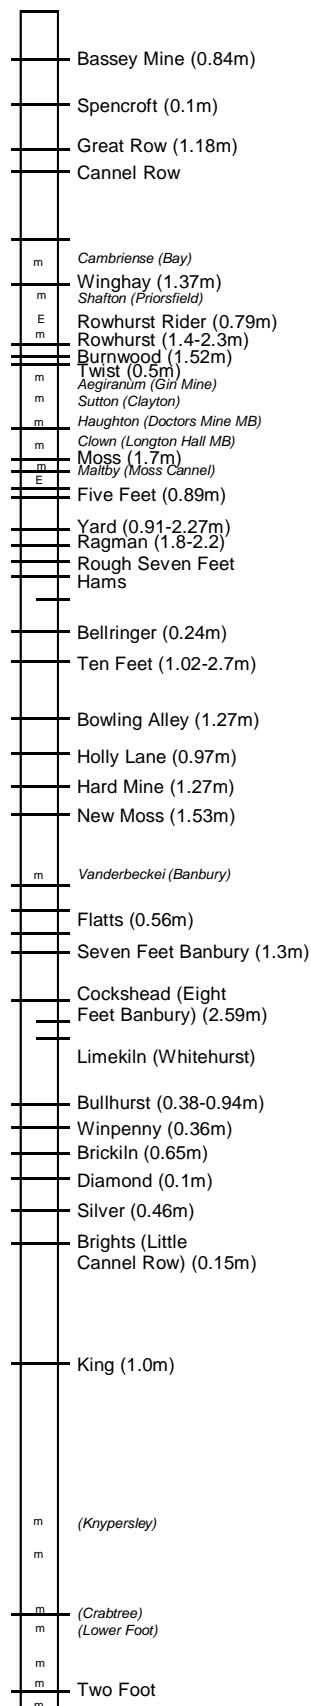 Bassey Mine (0.84m)
Spencroft (0.1m)
Great Row (1.18m)
Cannel Row
m Cambriense (Bay)
Winghay (1.37m)
m Shafton (Priorsfield)
E Rowhurst Rider (0.79m)
m Rowhurst (1.4-2.3m)
Burnwood (1.52m)
Twist (0.5m)
m Aegiranum (Gin Mine)
m Sutton (Clayton)
m Haughton (Doctors Mine MB)
m Clown (Longton Hall MB)
Moss (1.7m)
m Maltby (Moss Cannel)
E
Five Feet (0.89m)
Yard (0.91-2.27m)
Ragman (1.8-2.2)
Rough Seven Feet
Hams
Bellringer (0.24m)
Ten Feet (1.02-2.7m)
Bowling Alley (1.27m)
Holly Lane (0.97m)
Hard Mine (1.27m)
New Moss (1.53m)
m Vanderbeckei (Banbury)
Flatts (0.56m)
Seven Feet Banbury (1.3m)
Cockshead (Eight
Feet Banbury) (2.59m)
Limekiln (Whitehurst)
Bullhurst (0.38-0.94m)
Winpenny (0.36m)
Brickiln (0.65m)
Diamond (0.1m)
Silver (0.46m)
Brights (Little
Cannel Row) (0.15m)
King (1.0m)
m (Knypersley)
m
m (Crabtree)
m (Lower Foot)
m
m
Two Foot
m